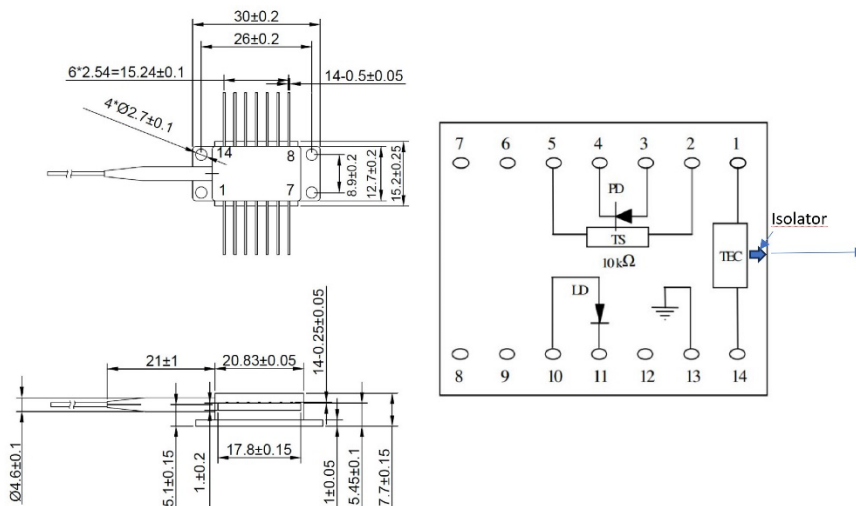 30±0.2
26±0.2
6*2.54=15.24±0.1
14-0.5±0.05
4*Ø2.7±0.1
14 8
1 7
8.9±0.2
12.7±0.2
15.2±0.25
21±1
20.83±0.05
14-0.25±0.05
17.8±0.15
Ø4.6±0.1
5.1±0.15
1.±0.2
1±0.05
5.45±0.1
7.7±0.15
7 6 5 4 3 2 1
PD
TS
10kΩ
Isolator
TEC
LD
8 9 10 11 12 13 14